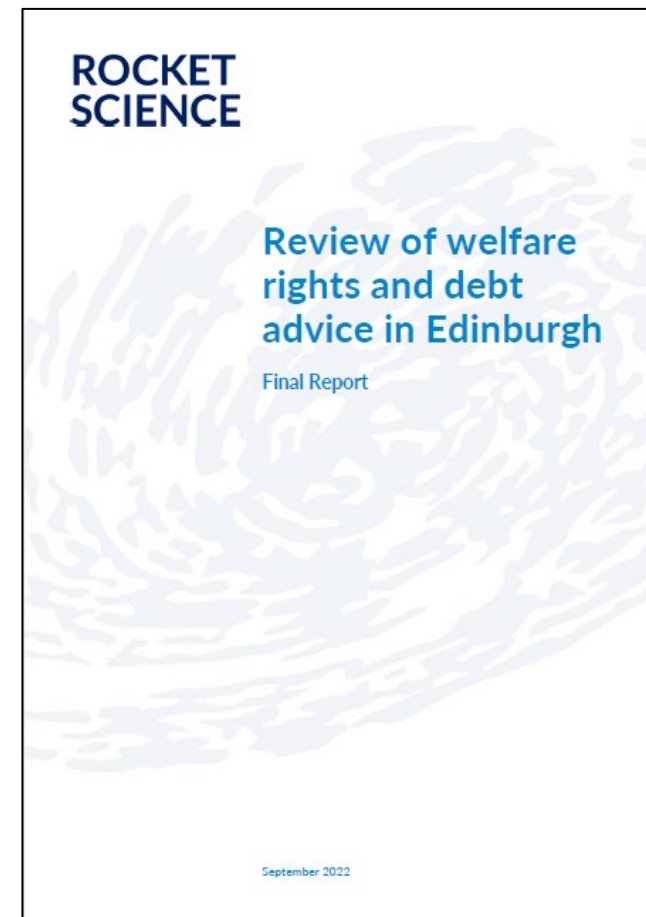 ROCKET
SCIENCE
Review of welfare
rights and debt
advice in Edinburgh
Final Report
September 2022